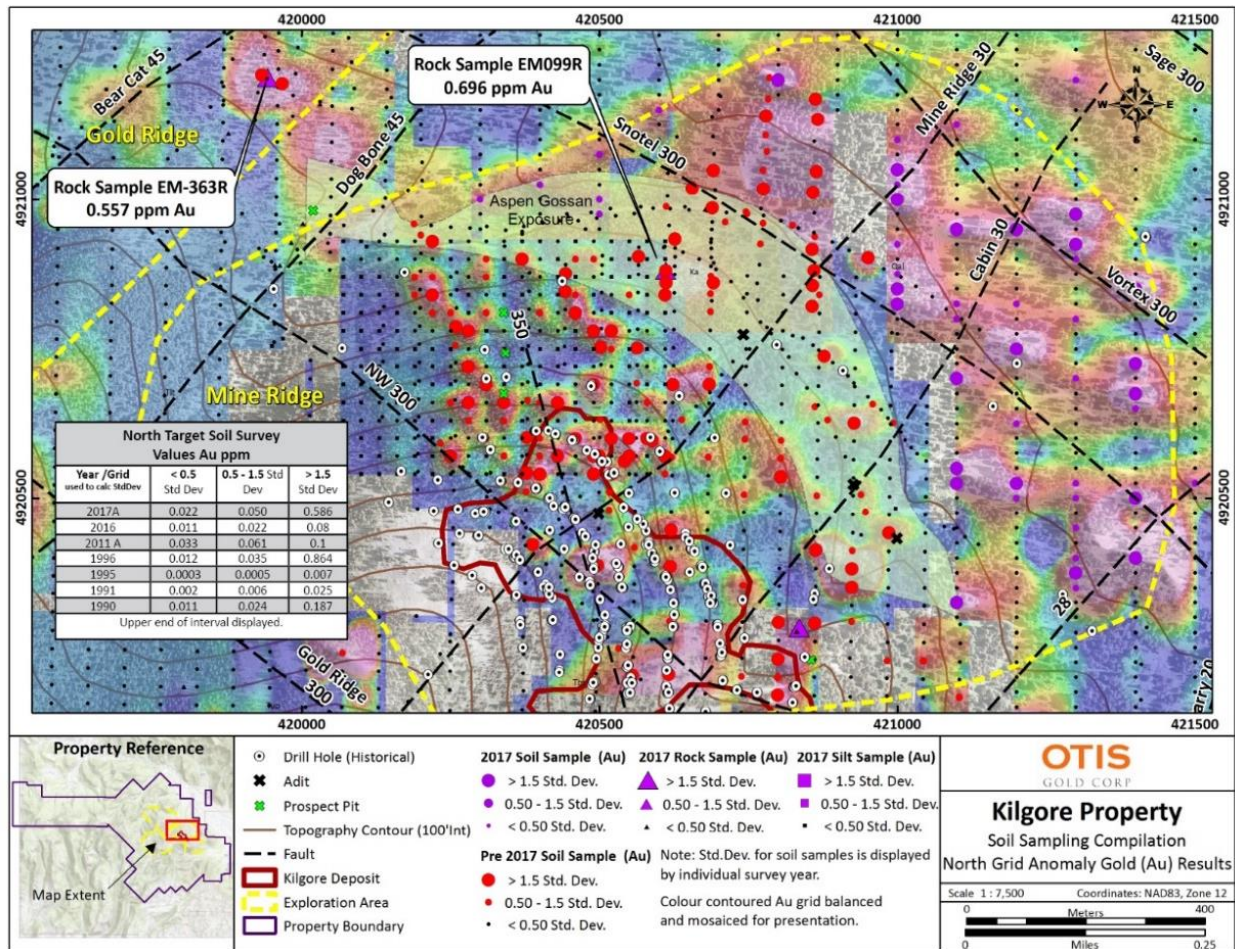 420000 420500 421000 421500
Bear Cat 45
Gold Ridge
Rock Sample EM099R
0.696 ppm Au
Rock Sample EM-363R
0.557 ppm Au
Dog Bone 45
Snotel 300
Mine Ridge 30
Sage 300
N
W E
S
4921000
4921000
Aspen Gossan
Exposure
Ka
Cabin 30
Vortex 300
350
NW 300
Mine Ridge
North Target Soil Survey
Values Au ppm
Year /Grid < 0.5 0.5 - 1.5 Std > 1.5
used to calc StdDev Std Dev Dev Std Dev
2017A 0.022 0.050 0.586
2016 0.011 0.022 0.08
2011 A 0.033 0.061 0.1
1996 0.012 0.035 0.864
1995 0.0003 0.0005 0.007
1991 0.002 0.006 0.025
1990 0.011 0.024 0.187
Upper end of interval displayed.
4920500
4920500
28°
Gold Ridge
300
arry 20
420000 420500 421000 421500
Property Reference
Map Extent
Drill Hole (Historical)
Adit
Prospect Pit
Topography Contour (100'Int)
Fault
Kilgore Deposit
Exploration Area
Property Boundary
2017 Soil Sample (Au)
> 1.5 Std. Dev.
0.50 - 1.5 Std. Dev.
< 0.50 Std. Dev.
Pre 2017 Soil Sample (Au)
> 1.5 Std. Dev.
0.50 - 1.5 Std. Dev.
< 0.50 Std. Dev.
2017 Rock Sample (Au)
> 1.5 Std. Dev.
0.50 - 1.5 Std. Dev.
< 0.50 Std. Dev.
2017 Silt Sample (Au)
> 1.5 Std. Dev.
0.50 - 1.5 Std. Dev.
< 0.50 Std. Dev.
Note: Std.Dev. for soil samples is displayed
by individual survey year.
Colour contoured Au grid balanced
and mosaiced for presentation.
OTIS
GOLD CORP
Kilgore Property
Soil Sampling Compilation
North Grid Anomaly Gold (Au) Results
Scale 1 : 7,500 Coordinates: NAD83, Zone 12
0 Meters 400
0 Miles 0.25